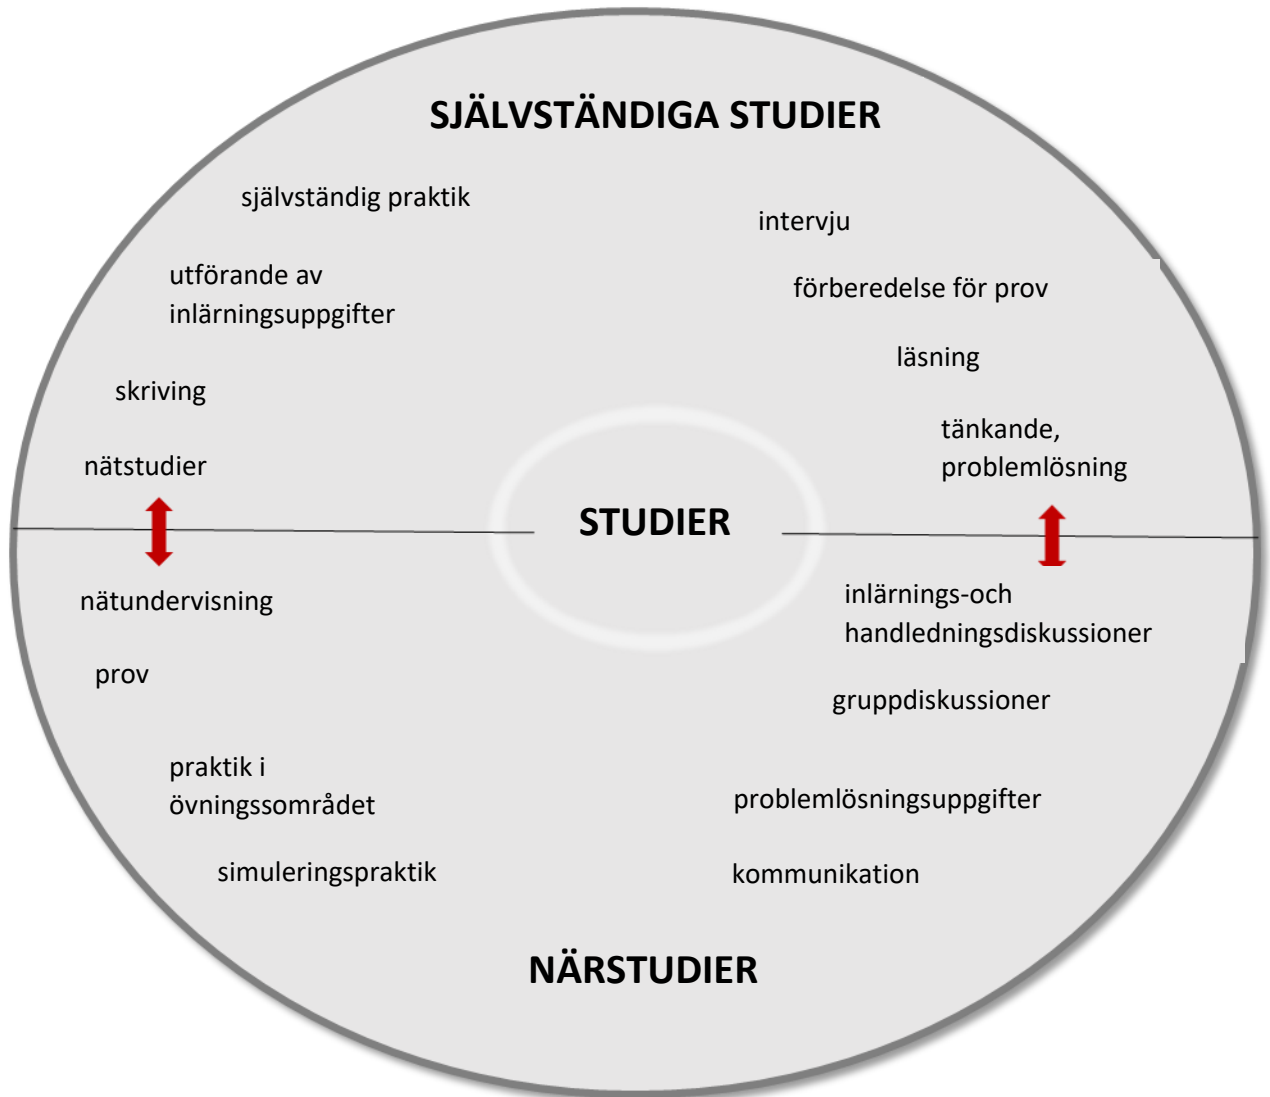 SJÄLVSTÄNDIGA STUDIER
självständig praktik
intervju
utförande av
inlärningsuppgifter
förberedelse för prov
läsning
skriving
tänkande,
problemlösning
nätstudier
STUDIER
nätundervisning
inlärnings-och
handledningsdiskussioner
prov
gruppdiskussioner
praktik i
övningssområdet
problemlösningsuppgifter
simuleringspraktik
kommunikation
NÄRSTUDIER